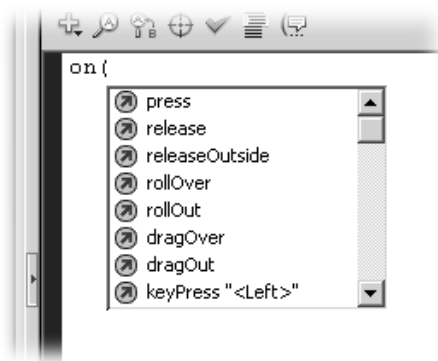 on(
press
release
releaseOutside
rollOver
rollOut
dragOver
dragOut
keyPress "<Left>"